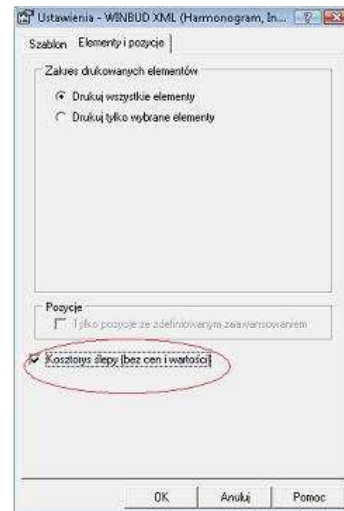 Ustawienia - WINBUD XML (Harmonogram, In...
Szablon Elementy i pozycje
Zakres drukowanych elementów
Drukuj wszystkie elementy
Drukuj tylko wybrane elementy
Pozycje
Tylko pozycje ze zdefiniowanym zaawansowaniem
Kosztorys ślepy (bez cen i wartości)
OK Anuluj Pomoc